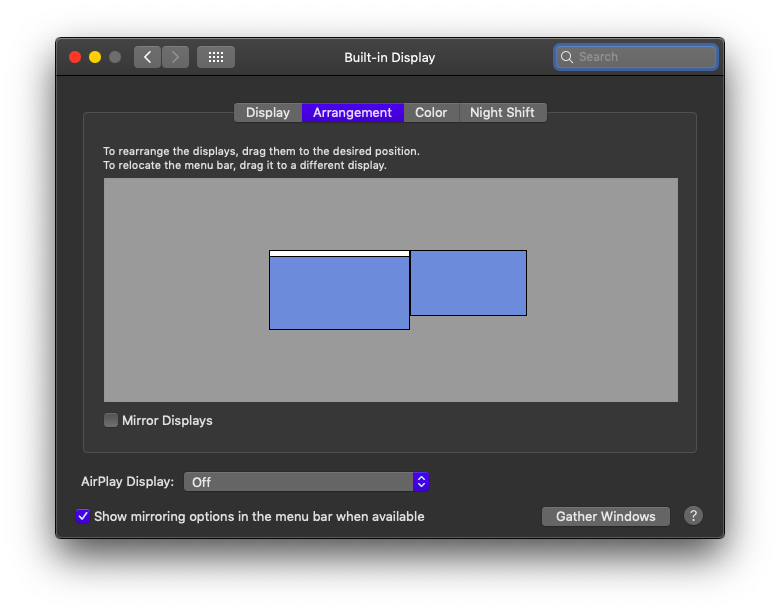 Built-in Display
Search
Display
Arrangement
Color
Night Shift
To rearrange the displays, drag them to the desired position.
To relocate the menu bar, drag it to a different display.
Mirror Displays
AirPlay Display:
Off
Show mirroring options in the menu bar when available
Gather Windows
?